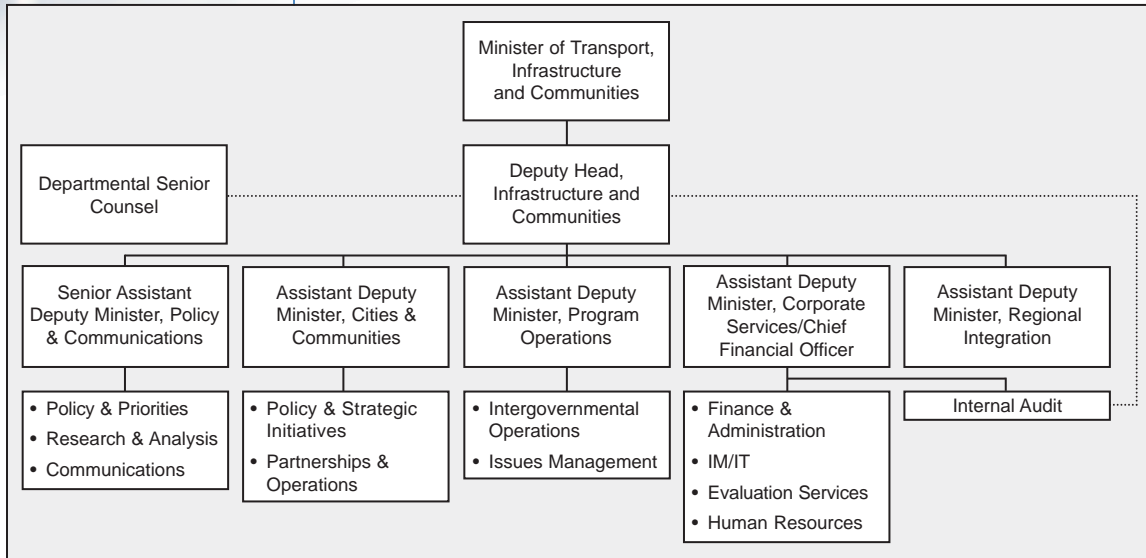 Minister of Transport,
Infrastructure
and Communities
Departmental Senior
Counsel
Deputy Head,
Infrastructure and
Communities
Senior Assistant
Deputy Minister, Policy
& Communications
Assistant Deputy
Minister, Cities &
Communities
Assistant Deputy
Minister, Program
Operations
Assistant Deputy
Minister, Corporate
Services/Chief
Financial Officer
Assistant Deputy
Minister, Regional
Integration
• Policy & Priorities
• Research & Analysis
• Communications
• Policy & Strategic
Initiatives
• Partnerships &
Operations
• Intergovernmental
Operations
• Issues Management
• Finance &
Administration
• IM/IT
• Evaluation Services
• Human Resources
Internal Audit